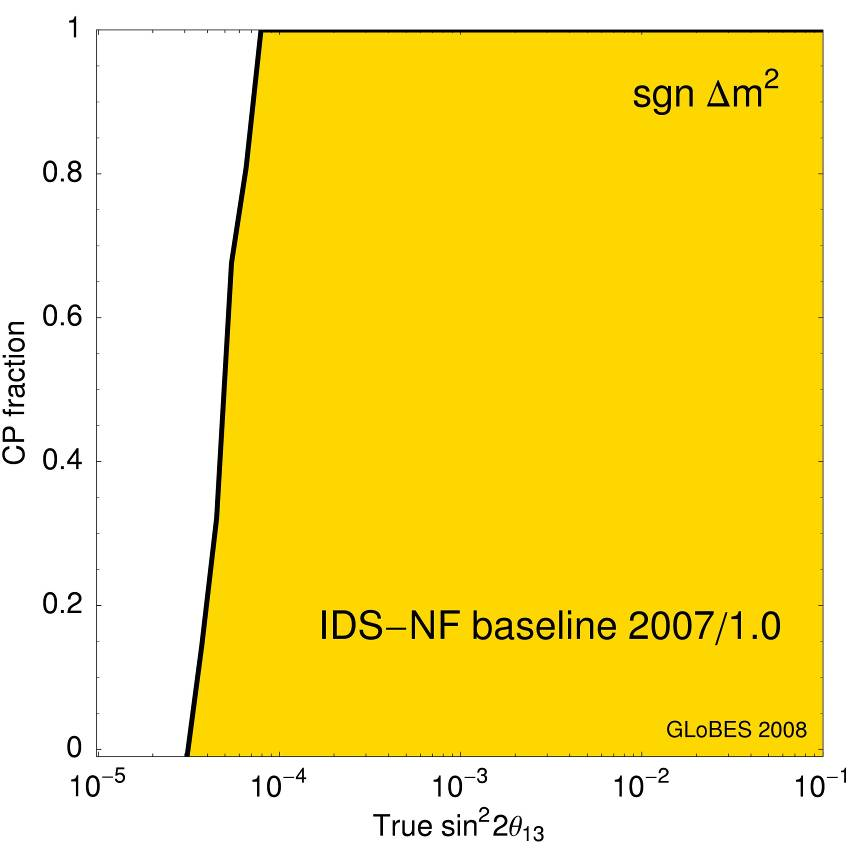 1
sgn Δm²
0.8
0.6
CP fraction
0.4
0.2
IDS−NF baseline 2007/1.0
GLoBES 2008
0
10⁻⁵ 10⁻⁴ 10⁻³ 10⁻² 10⁻¹
True sin²2θ₁₃